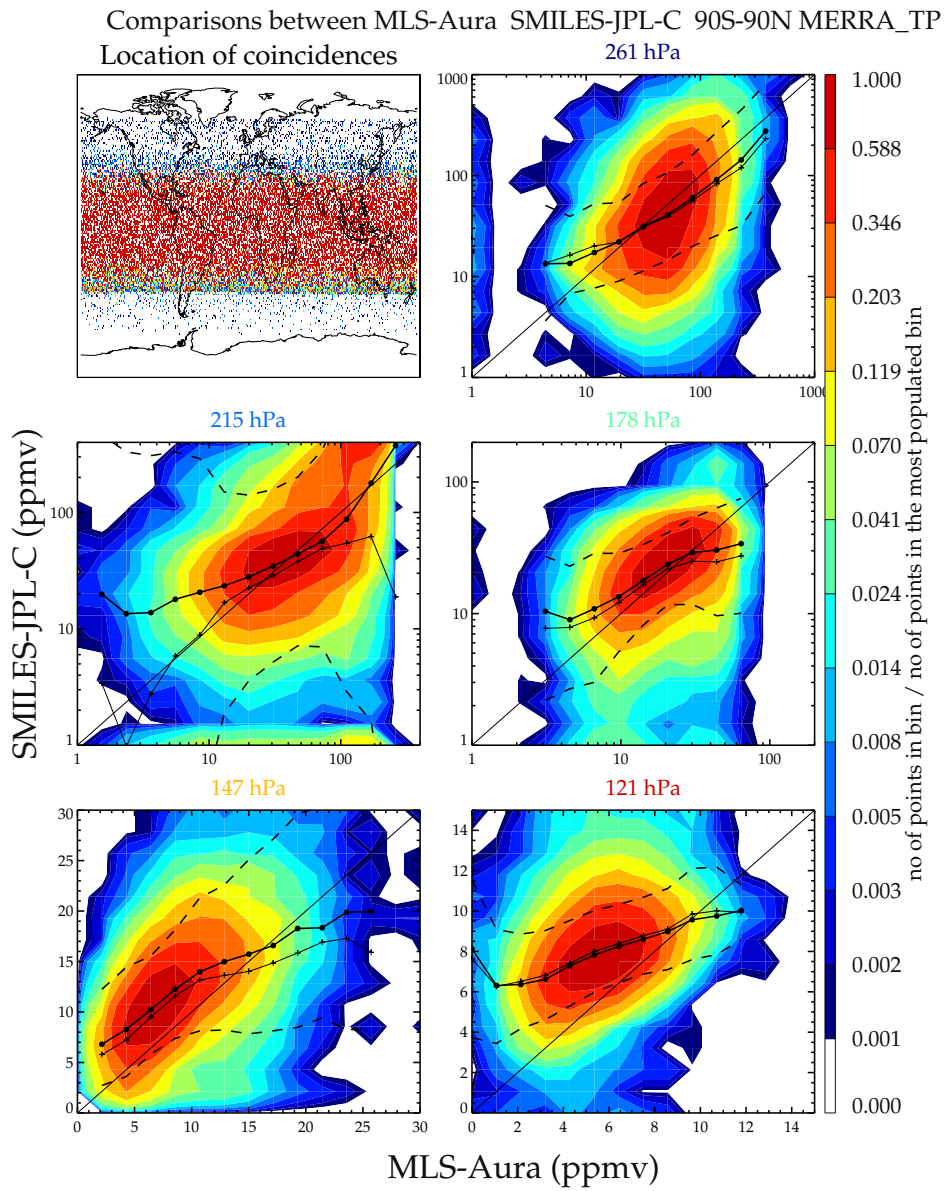 Comparisons between MLS-Aura SMILES-JPL-C 90S-90N MERRA_TP
Location of coincidences
261 hPa
1000
100
10
1
1 10 100 1000
215 hPa
100
10
1
1 10 100
178 hPa
100
10
1
1 10 100 200
147 hPa
30
25
20
15
10
5
0
0 5 10 15 20 25 30
121 hPa
14
12
10
8
6
4
2
0
0 2 4 6 8 10 12 14
SMILES-JPL-C (ppmv)
MLS-Aura (ppmv)
1.000
0.588
0.346
0.203
0.119
0.070
0.041
0.024
0.014
0.008
0.005
0.003
0.002
0.001
0.000
no of points in bin / no of points in the most populated bin